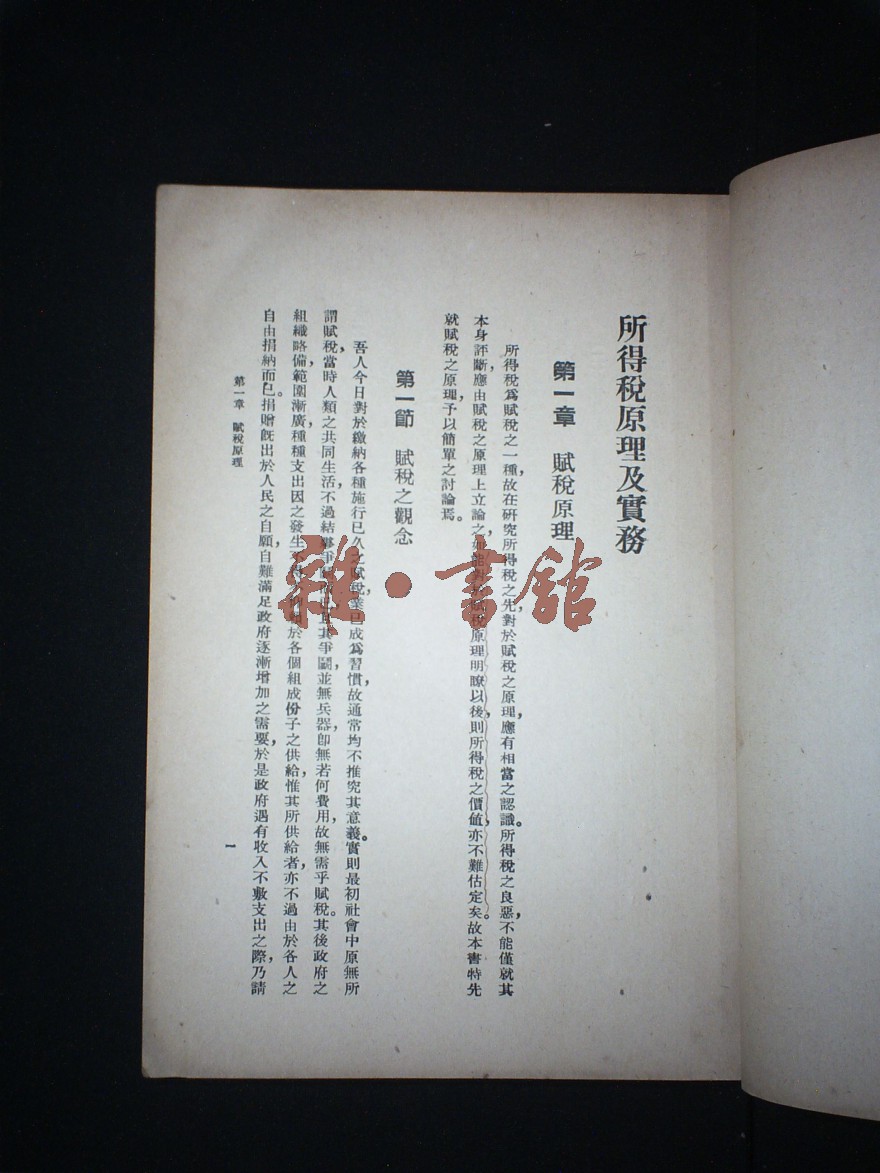 所得稅原理及實務
第一章 賦稅原理
所得稅爲賦稅之一種，故在硏究所得稅之先，對於賦稅之原理，應有相當之認識。所得稅之良惡，不能僅就其
本身評斷，應由賦稅之原理上立論之，如能對於賦稅原理明瞭以後，則所得稅之價値，亦不難估定矣。故本書特先
就賦稅之原理，予以簡單之討論焉。
第一節 賦稅之觀念
吾人今日對於繳納各種施行已久之賦稅，業已成爲習慣，故通常均不推究其意義。實則最初社會中，原無所
謂賦稅，當時人類之共同生活，不過結羣爭 其爭鬭並無兵器，卽無若何費用，故無需乎賦稅。其後政府之
組織略備，範圍漸廣，種種支出因之發生， 於各個組成份子之供給，惟其所供給者，亦不過由於各人之
自由捐納而已。捐贈旣出於人民之自願，自難滿足政府逐漸增加之需要，於是政府遇有收入不敷支出之際，乃請
第一章 賦稅原理
一
雜·書舘